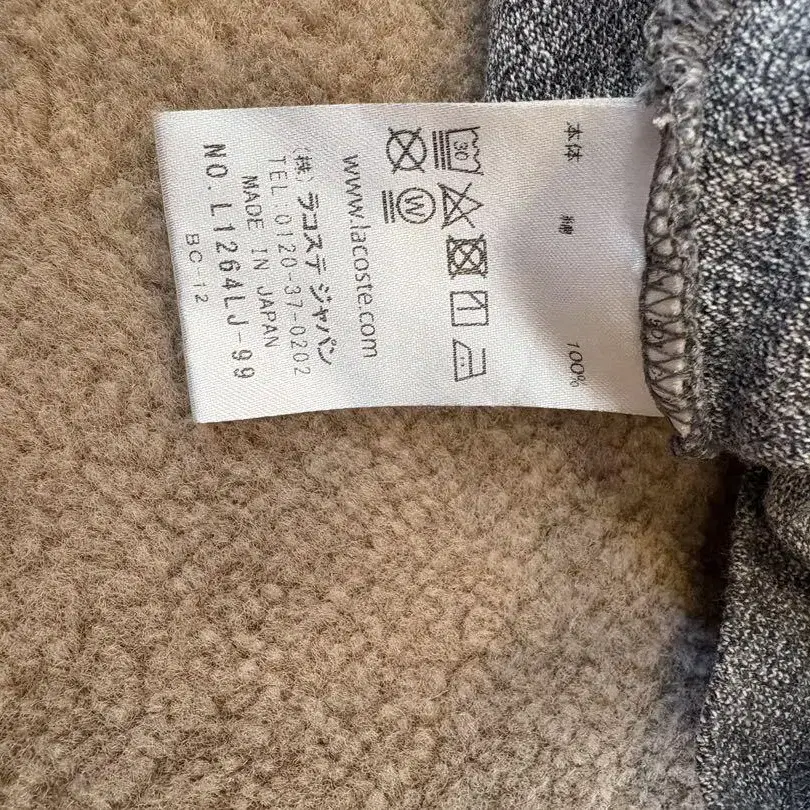 本体 綿 100%
30
W
www.lacoste.com
(株) ラコステ ジャパン
TEL.0120-37-0202
MADE IN JAPAN
NO. L1264LJ-99
BC-12